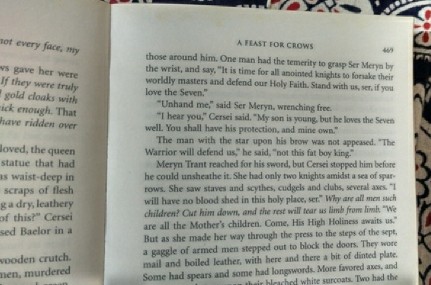 not every face, my
ws gave her were
If they were truly
gold cloaks with
ick enough. That
have ridden over
loved, the queen
statue that had
as waist-deep in
scraps of flesh
g a dry, leathery
of this?" Cersei
sed Baelor in a
wooden crutch.
men, murdered
A FEAST FOR CROWS 469
those around him. One man had the temerity to grasp Ser Meryn by
the wrist, and say, "It is time for all anointed knights to forsake their
worldly masters and defend our Holy Faith. Stand with us, ser, if you
love the Seven."
"Unhand me," said Ser Meryn, wrenching free.
"I hear you," Cersei said. "My son is young, but he loves the Seven
well. You shall have his protection, and mine own."
The man with the star upon his brow was not appeased. "The
Warrior will defend us," he said, "not this fat boy king."
Meryn Trant reached for his sword, but Cersei stopped him before
he could unsheathe it. She had only two knights amidst a sea of spar-
rows. She saw staves and scythes, cudgels and clubs, several axes. "I
will have no blood shed in this holy place, ser." Why are all men such
children? Cut him down, and the rest will tear us limb from limb. "We
are all the Mother's children. Come, His High Holiness awaits us."
But as she made her way through the press to the steps of the sept,
a gaggle of armed men stepped out to block the doors. They wore
mail and boiled leather, with here and there a bit of dinted plate.
Some had spears and some had longswords. More favored axes, and
their bleached white surcoats. Two had the